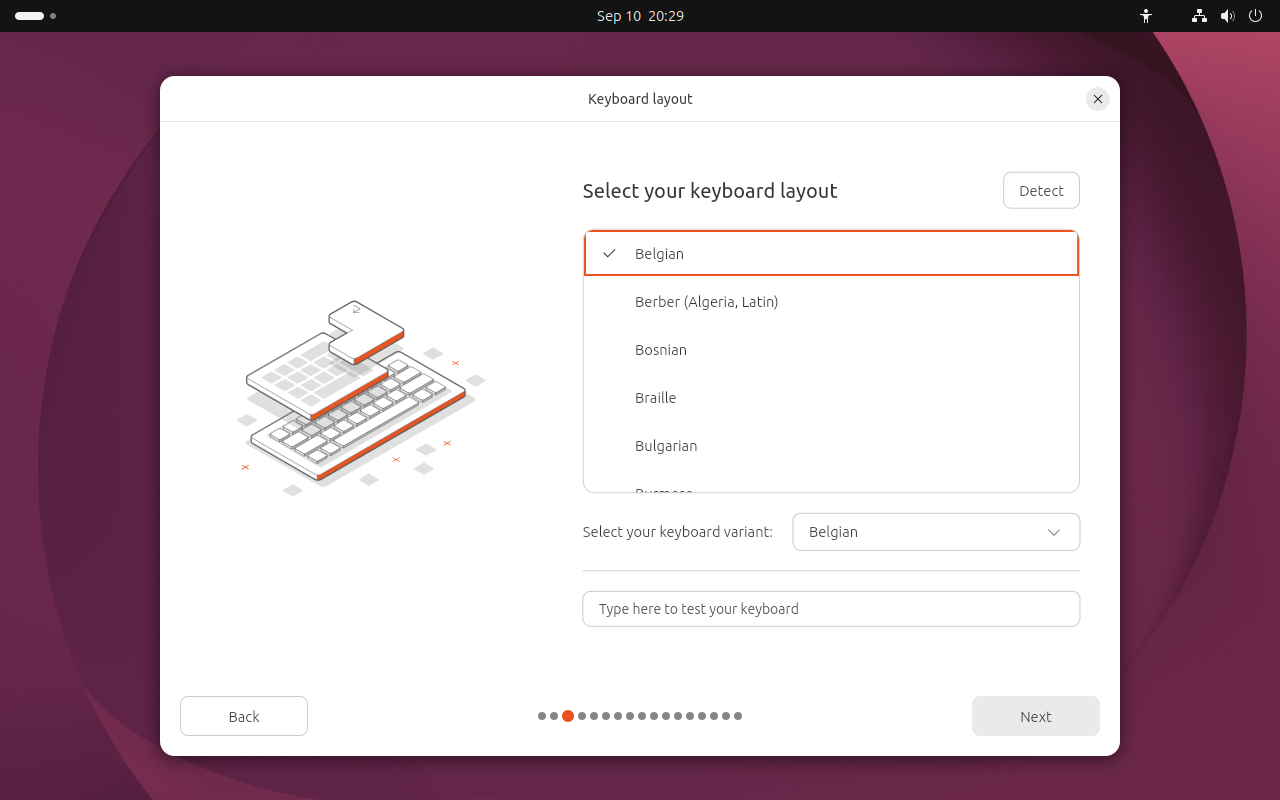 Sep 10 20:29
Keyboard layout
Select your keyboard layout
Detect
Belgian
Berber (Algeria, Latin)
Bosnian
Braille
Bulgarian
Select your keyboard variant:
Belgian
Type here to test your keyboard
Back
Next